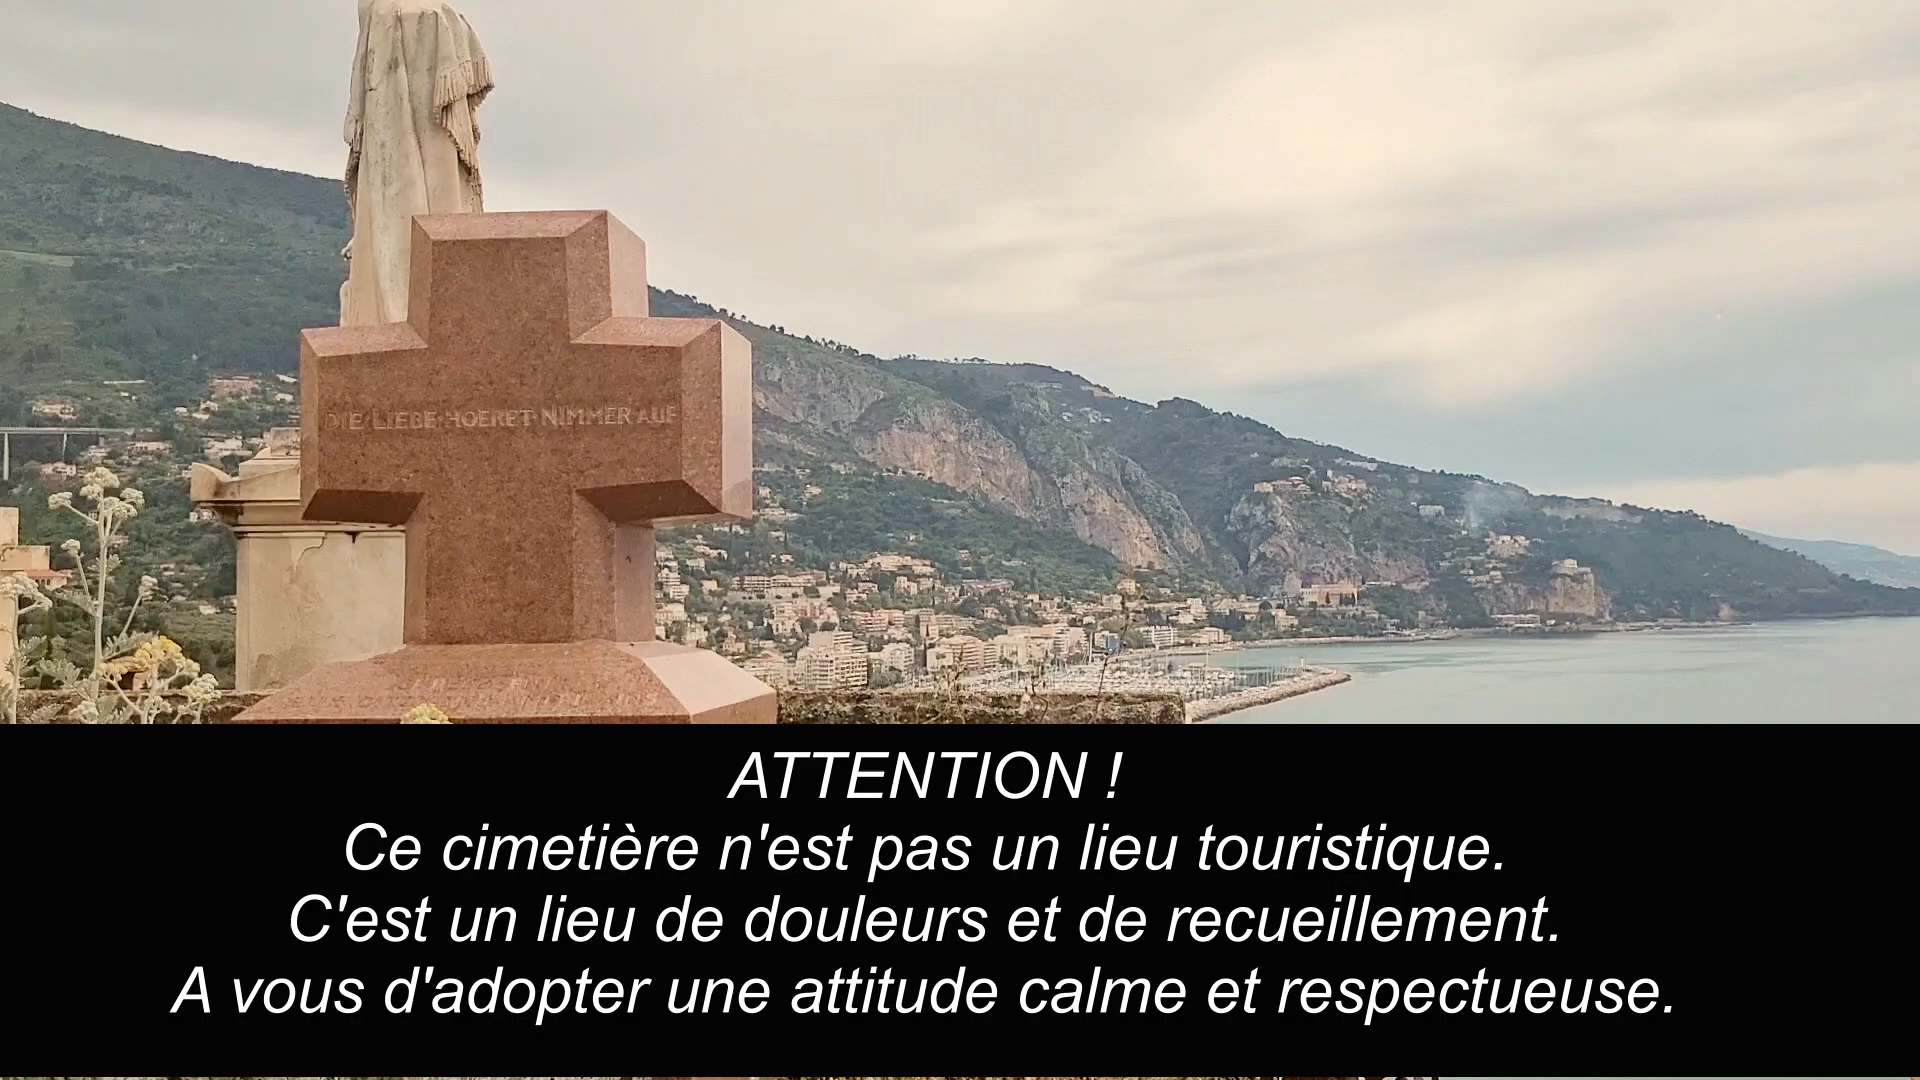 DIE·LIEBE·HOERET·NIMMER AUF
ATTENTION !
Ce cimetière n'est pas un lieu touristique.
C'est un lieu de douleurs et de recueillement.
A vous d'adopter une attitude calme et respectueuse.